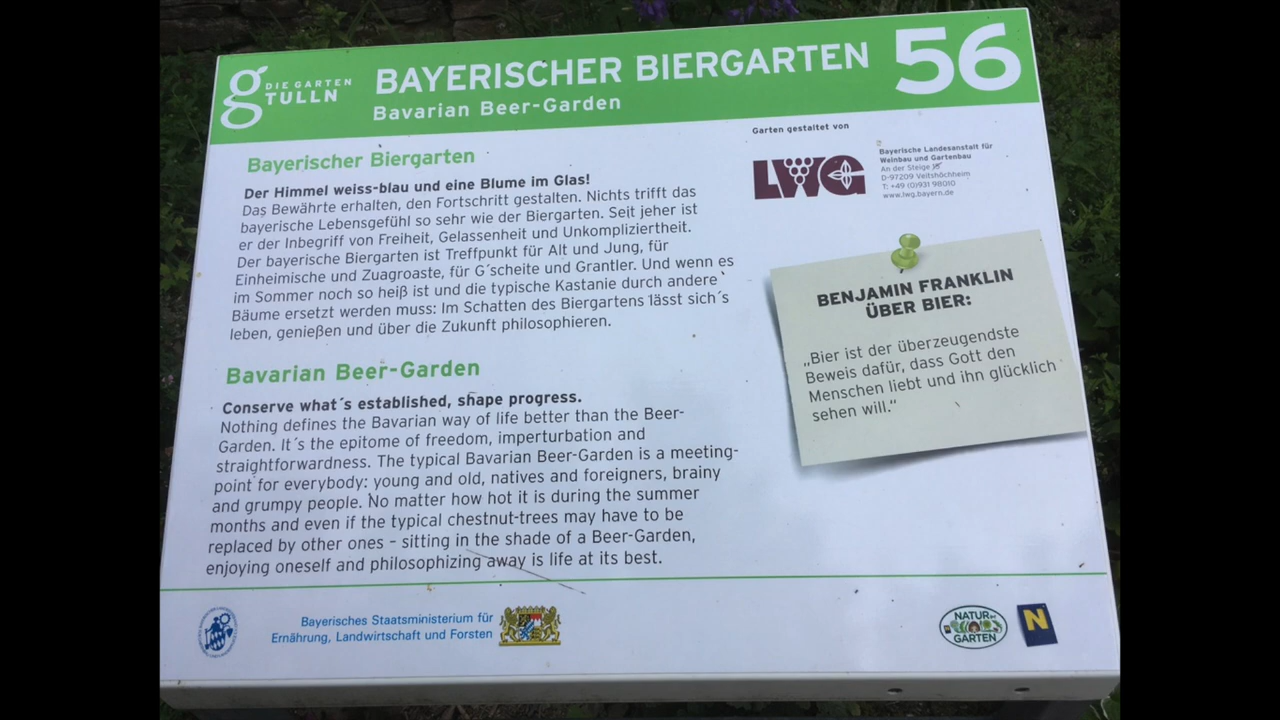 DIE GARTEN
TULLN
BAYERISCHER BIERGARTEN
Bavarian Beer-Garden
56
Bayerischer Biergarten
Der Himmel weiss-blau und eine Blume im Glas!
Das Bewährte erhalten, den Fortschritt gestalten. Nichts trifft das
bayerische Lebensgefühl so sehr wie der Biergarten. Seit jeher ist
er der Inbegriff von Freiheit, Gelassenheit und Unkompliziertheit.
Der bayerische Biergarten ist Treffpunkt für Alt und Jung, für
Einheimische und Zuagroaste, für G´scheite und Grantler. Und wenn es
im Sommer noch so heiß ist und die typische Kastanie durch andere
Bäume ersetzt werden muss: Im Schatten des Biergartens lässt sich´s
leben, genießen und über die Zukunft philosophieren.
Bavarian Beer-Garden
Conserve what´s established, shape progress.
Nothing defines the Bavarian way of life better than the Beer-
Garden. It´s the epitome of freedom, imperturbation and
straightforwardness. The typical Bavarian Beer-Garden is a meeting-
point for everybody: young and old, natives and foreigners, brainy
and grumpy people. No matter how hot it is during the summer
months and even if the typical chestnut-trees may have to be
replaced by other ones – sitting in the shade of a Beer-Garden,
enjoying oneself and philosophizing away is life at its best.
Garten gestaltet von
LWG
Bayerische Landesanstalt für
Weinbau und Gartenbau
An der Steige
D-97209 Veitshöchheim
T: +49 (0)931 98010
www.lwg.bayern.de
BENJAMIN FRANKLIN
ÜBER BIER:
„Bier ist der überzeugendste
Beweis dafür, dass Gott den
Menschen liebt und ihn glücklich
sehen will.“
Bayerisches Staatsministerium für
Ernährung, Landwirtschaft und Forsten
NATUR
GARTEN
N